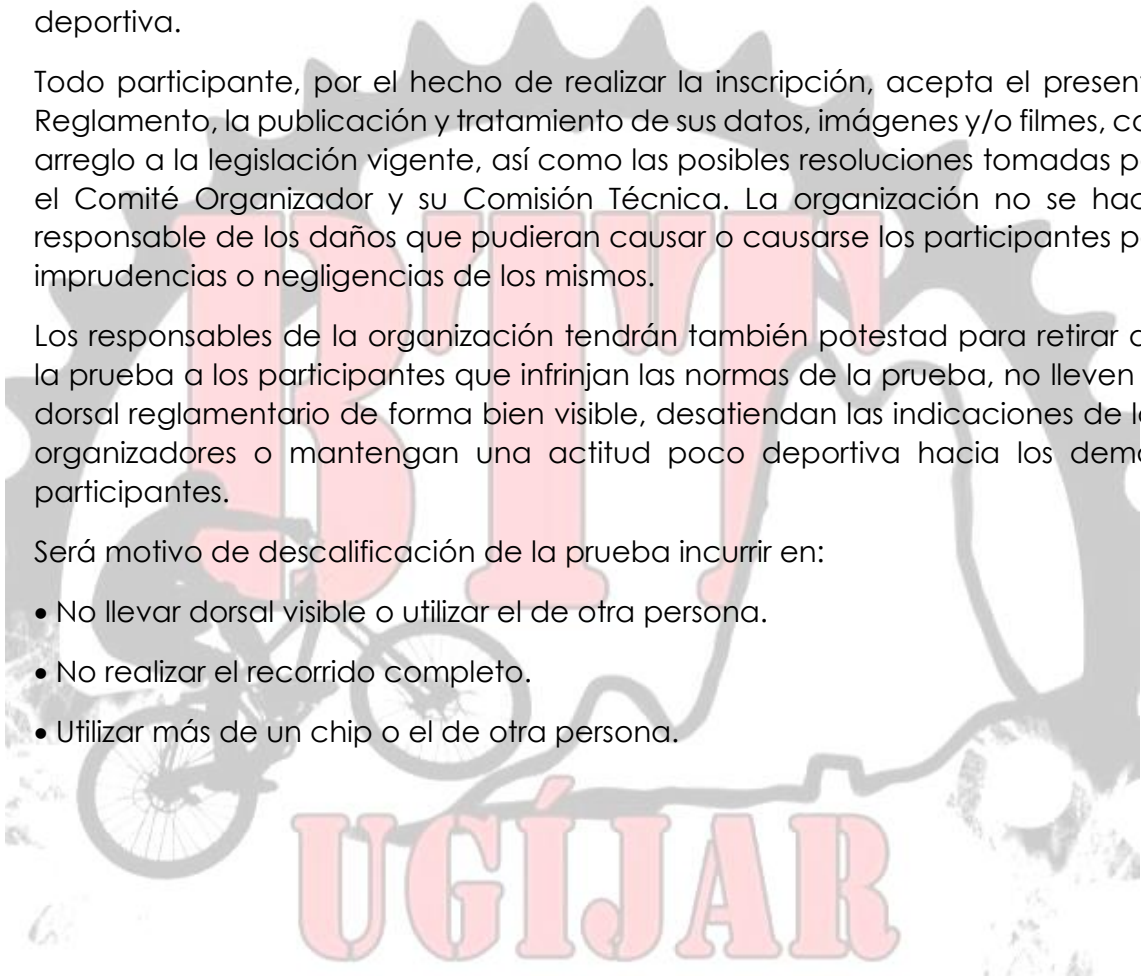 deportiva.
Todo participante, por el hecho de realizar la inscripción, acepta el present
Reglamento, la publicación y tratamiento de sus datos, imágenes y/o filmes, co
arreglo a la legislación vigente, así como las posibles resoluciones tomadas p
el Comité Organizador y su Comisión Técnica. La organización no se hac
responsable de los daños que pudieran causar o causarse los participantes p
imprudencias o negligencias de los mismos.
Los responsables de la organización tendrán también potestad para retirar d
la prueba a los participantes que infrinjan las normas de la prueba, no lleven
dorsal reglamentario de forma bien visible, desatiendan las indicaciones de lo
organizadores o mantengan una actitud poco deportiva hacia los demá
participantes.
Será motivo de descalificación de la prueba incurrir en:
• No llevar dorsal visible o utilizar el de otra persona.
• No realizar el recorrido completo.
• Utilizar más de un chip o el de otra persona.
BTT
UGÍJAR